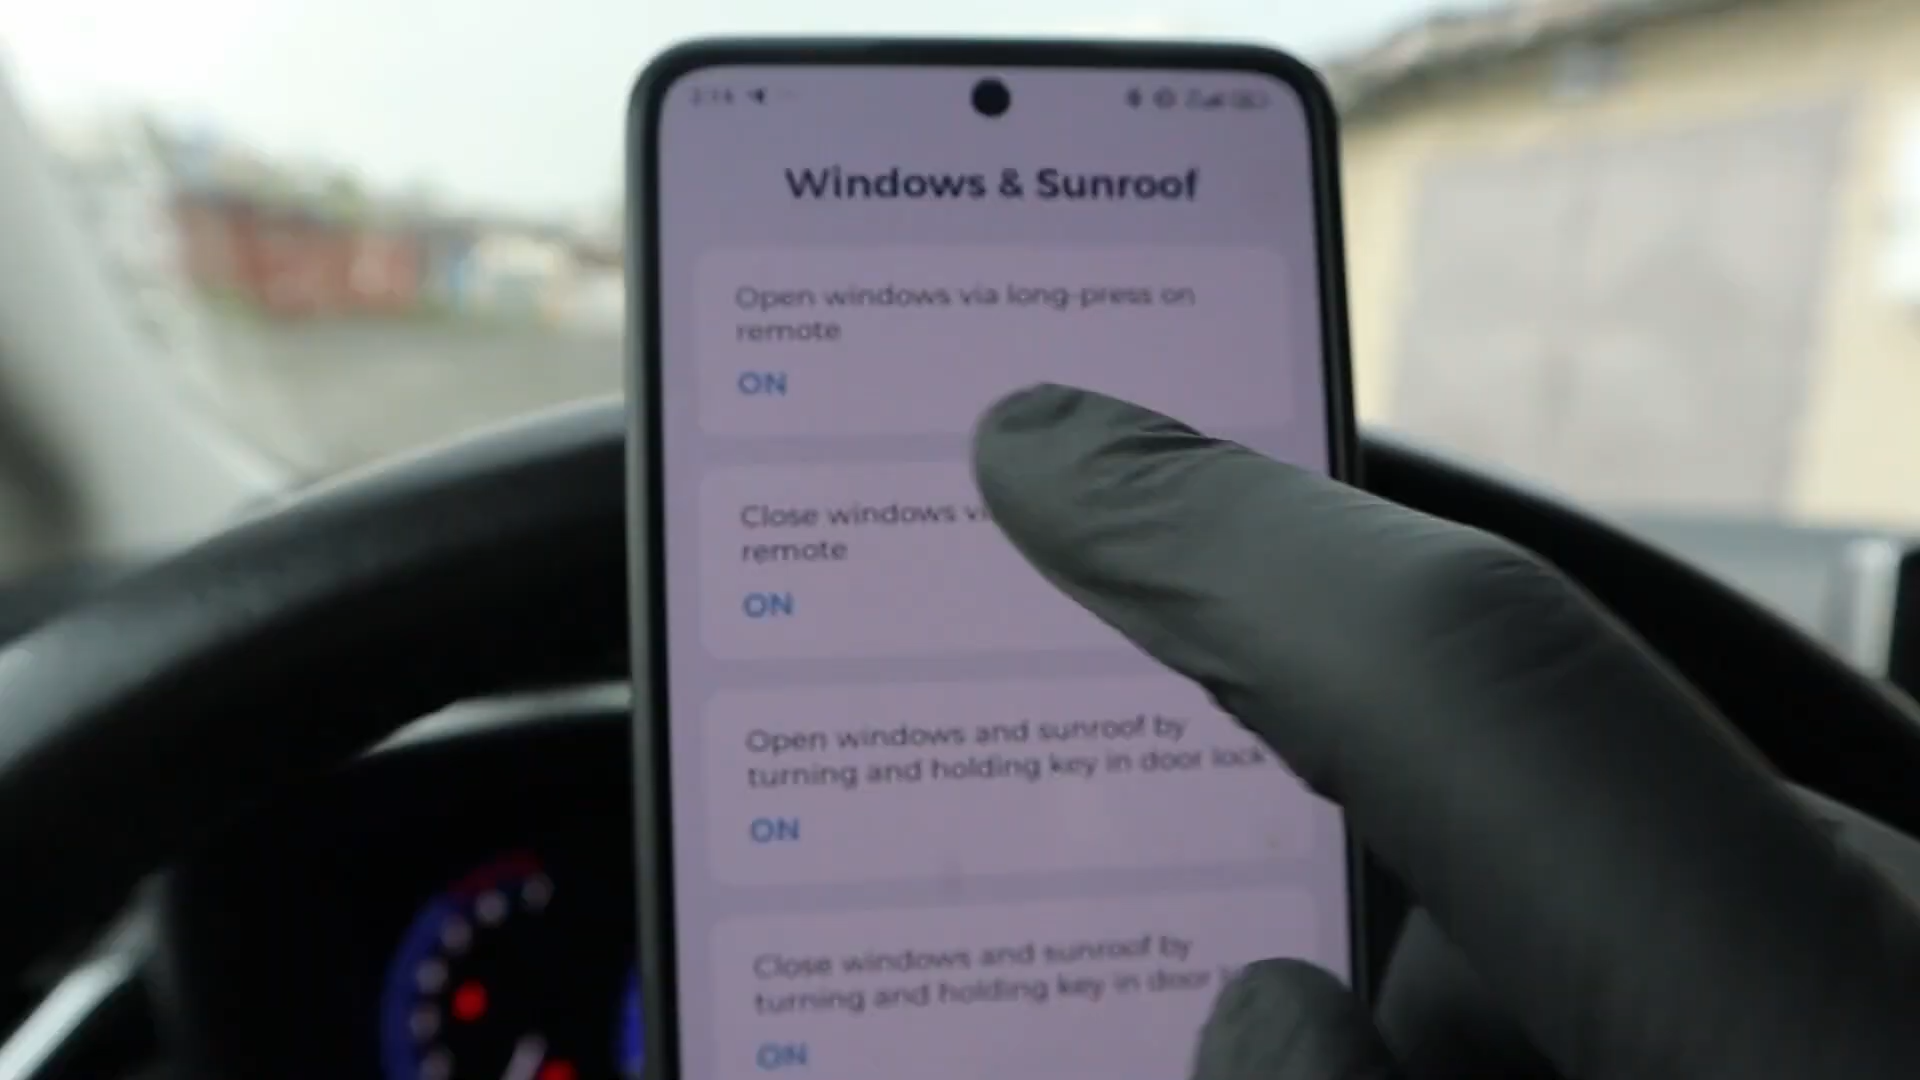 Windows & Sunroof
Open windows via long-press on
remote
ON
Close windows
remote
ON
Open windows and sunroof by
turning and holding key in door lock
ON
Close windows and sunroof by
turning and holding key in door
ON